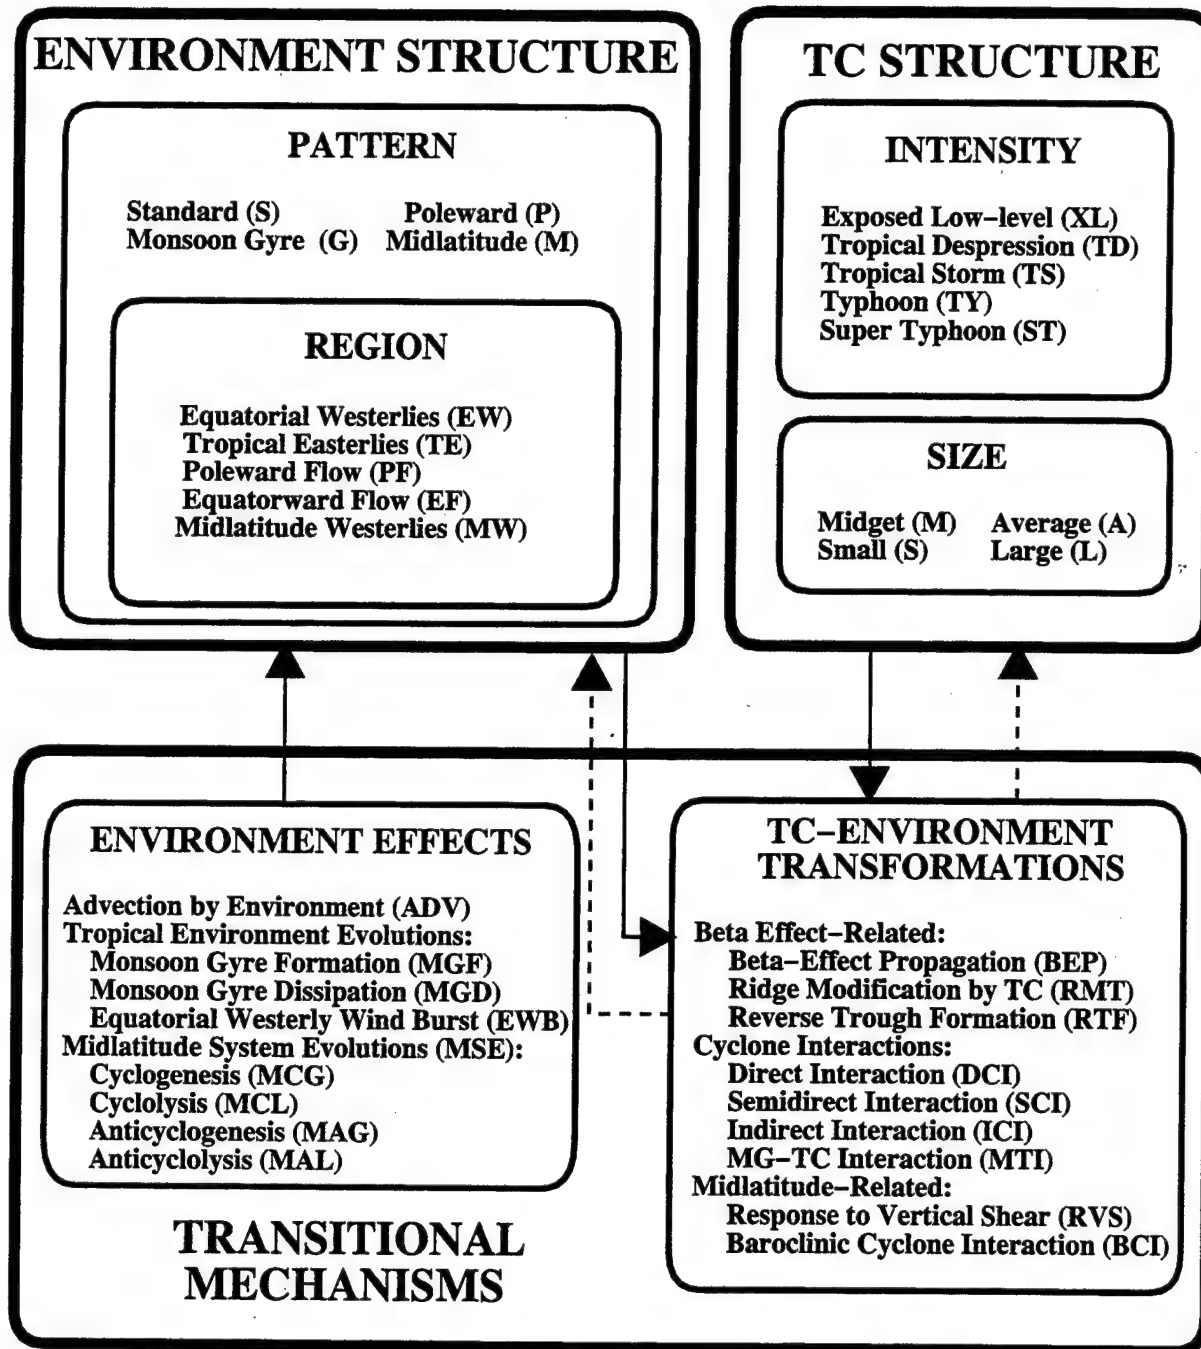 ENVIRONMENT STRUCTURE
PATTERN
Standard (S) Poleward (P)
Monsoon Gyre (G) Midlatitude (M)
REGION
Equatorial Westerlies (EW)
Tropical Easterlies (TE)
Poleward Flow (PF)
Equatorward Flow (EF)
Midlatitude Westerlies (MW)
TC STRUCTURE
INTENSITY
Exposed Low-level (XL)
Tropical Despression (TD)
Tropical Storm (TS)
Typhoon (TY)
Super Typhoon (ST)
SIZE
Midget (M) Average (A)
Small (S) Large (L)
ENVIRONMENT EFFECTS
Advection by Environment (ADV)
Tropical Environment Evolutions:
Monsoon Gyre Formation (MGF)
Monsoon Gyre Dissipation (MGD)
Equatorial Westerly Wind Burst (EWB)
Midlatitude System Evolutions (MSE):
Cyclogenesis (MCG)
Cyclolysis (MCL)
Anticyclogenesis (MAG)
Anticyclolysis (MAL)
TRANSITIONAL
MECHANISMS
TC-ENVIRONMENT
TRANSFORMATIONS
Beta Effect-Related:
Beta-Effect Propagation (BEP)
Ridge Modification by TC (RMT)
Reverse Trough Formation (RTF)
Cyclone Interactions:
Direct Interaction (DCI)
Semidirect Interaction (SCI)
Indirect Interaction (ICI)
MG-TC Interaction (MTI)
Midlatitude-Related:
Response to Vertical Shear (RVS)
Baroclinic Cyclone Interaction (BCI)